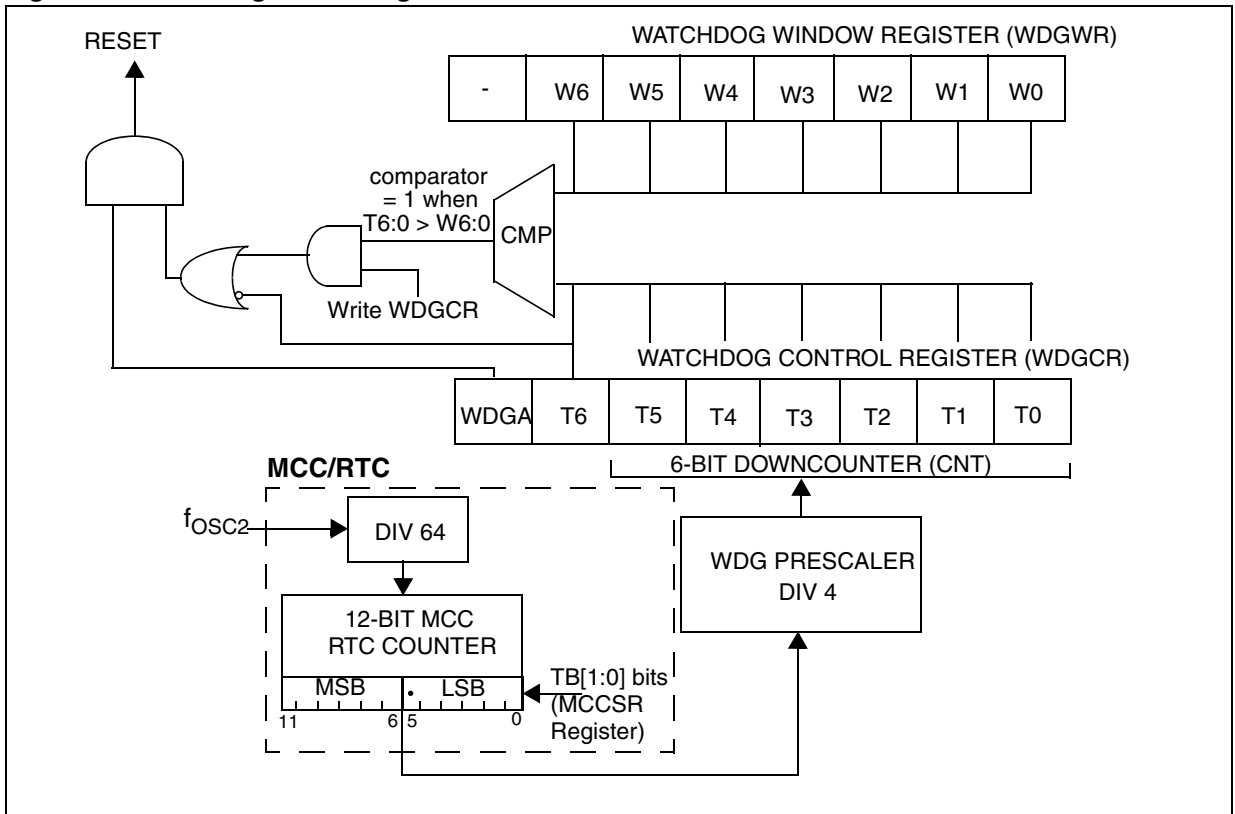 RESET
WATCHDOG WINDOW REGISTER (WDGWR)
- W6 W5 W4 W3 W2 W1 W0
comparator
= 1 when
T6:0 > W6:0
CMP
Write WDGCR
WATCHDOG CONTROL REGISTER (WDGCR)
WDGA T6 T5 T4 T3 T2 T1 T0
6-BIT DOWNCOUNTER (CNT)
MCC/RTC
fOSC2
DIV 64
WDG PRESCALER
DIV 4
12-BIT MCC
RTC COUNTER
MSB LSB
11 6 5 0
TB[1:0] bits
(MCCSR
Register)